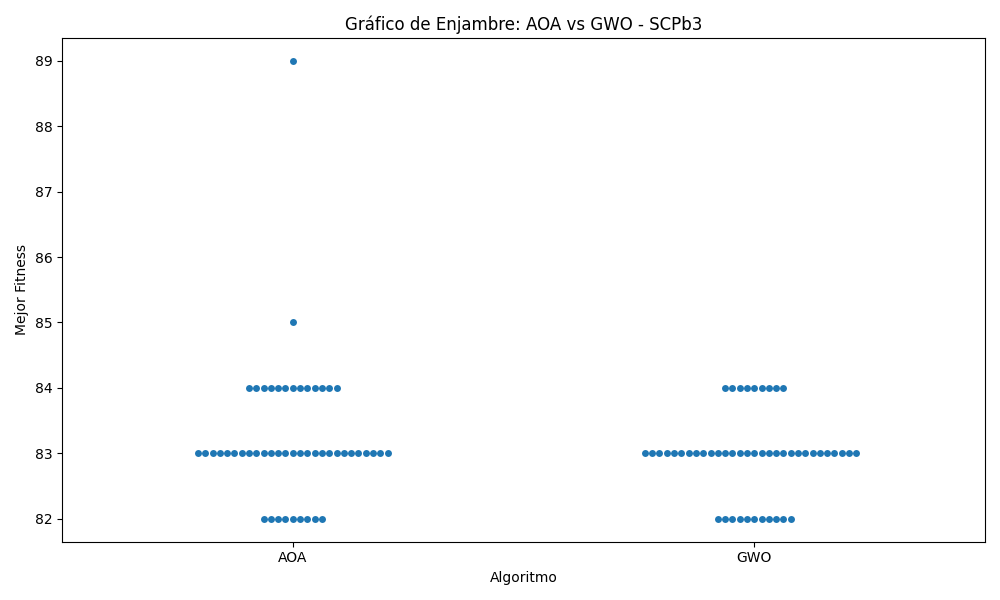 Gráfico de Enjambre: AOA vs GWO - SCPb3
89
88
87
86
85
84
83
82
Mejor Fitness
AOA
GWO
Algoritmo